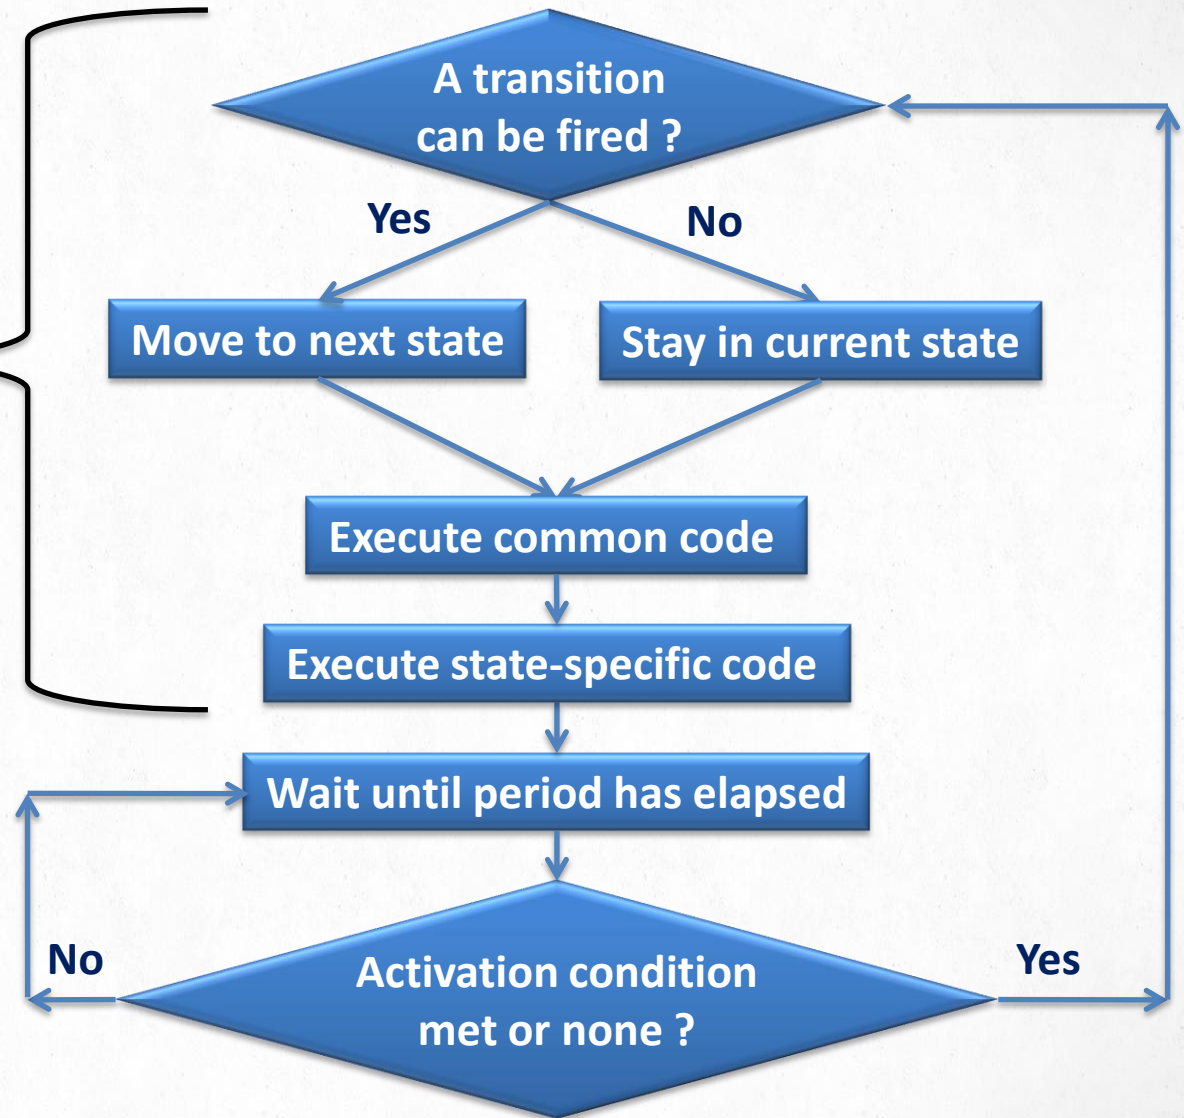 A transition
can be fired ?
Yes
No
Move to next state
Stay in current state
Execute common code
Execute state-specific code
Wait until period has elapsed
No
Activation condition
met or none ?
Yes